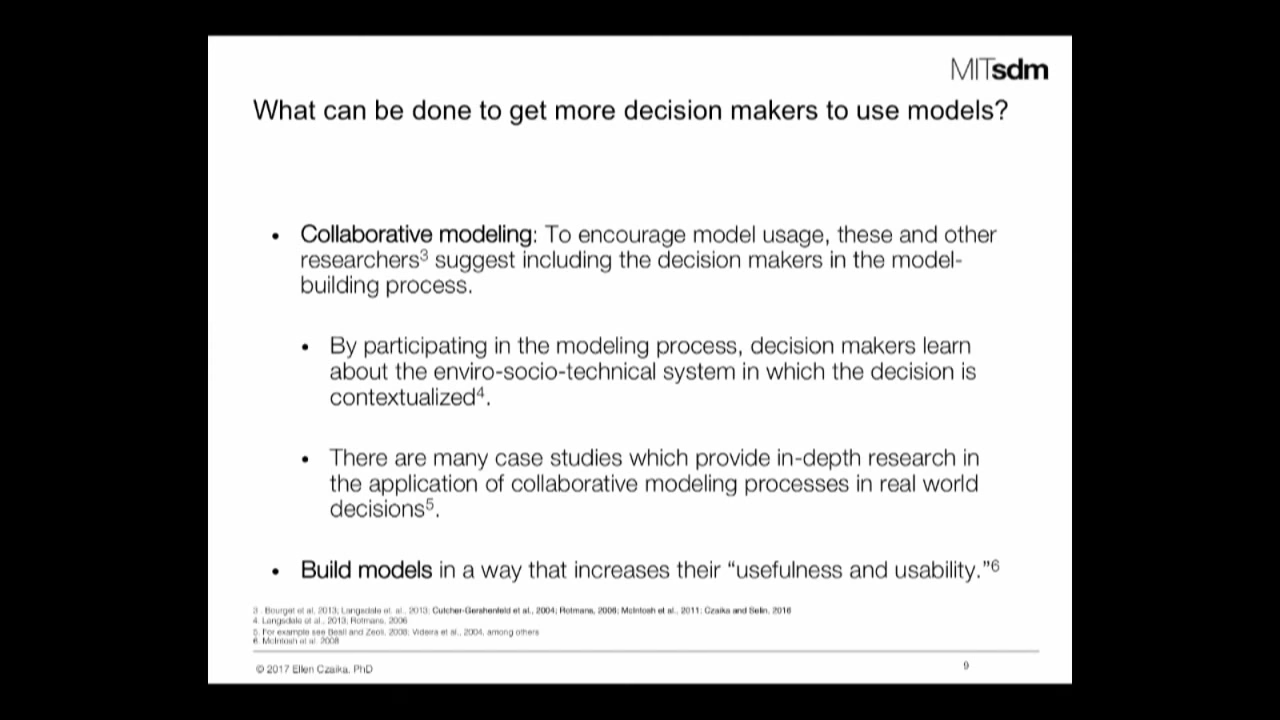 MITsdm
What can be done to get more decision makers to use models?
• Collaborative modeling: To encourage model usage, these and other
researchers3 suggest including the decision makers in the model-
building process.
• By participating in the modeling process, decision makers learn
about the enviro-socio-technical system in which the decision is
contextualized4.
• There are many case studies which provide in-depth research in
the application of collaborative modeling processes in real world
decisions5.
• Build models in a way that increases their “usefulness and usability.”6
3. Bourget et al. 2013; Langsdale et. al., 2013; Cutcher-Gershenfeld et al., 2004; Rotmans, 2006; McIntosh et al., 2011; Czaika and Selin, 2016
4. Langsdale et al., 2013; Rotmans, 2006
5. For example see Beall and Zeoli, 2008; Videira et al., 2004, among others
6. McIntosh et al. 2008
© 2017 Ellen Czaika, PhD
9